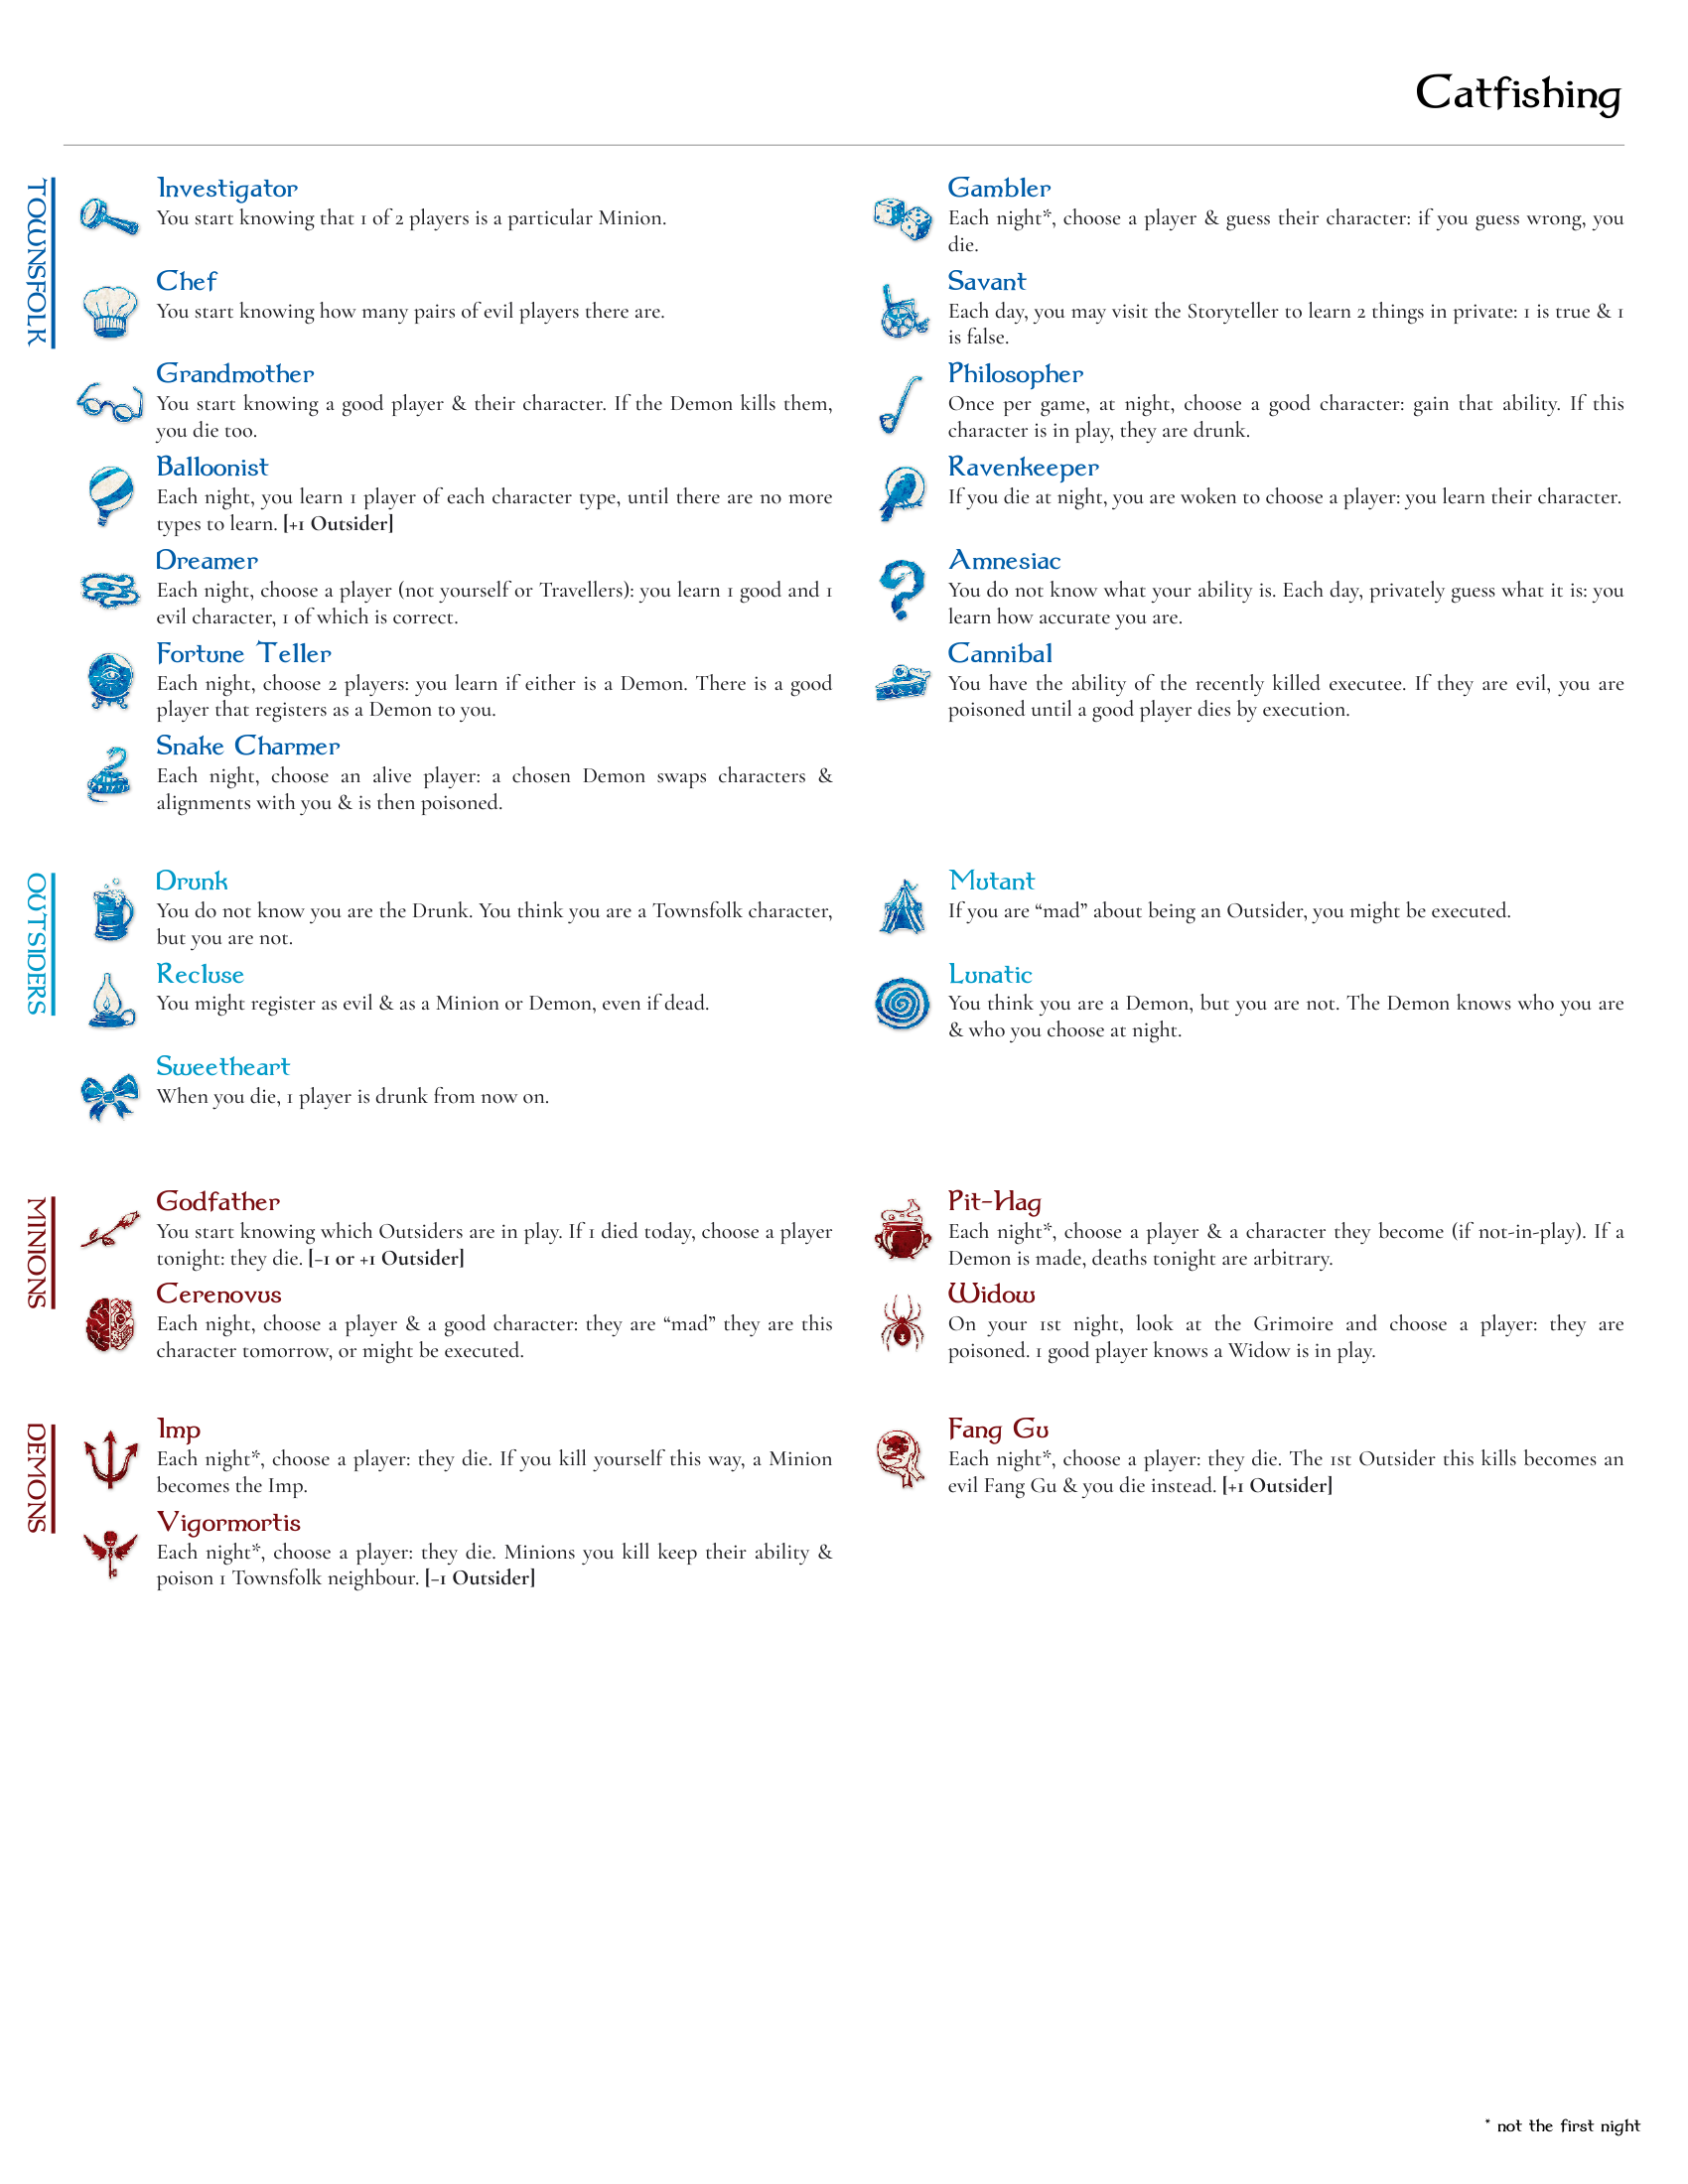 Catfishing
TOWNSFOLK
Investigator
You start knowing that 1 of 2 players is a particular Minion.
Chef
You start knowing how many pairs of evil players there are.
Grandmother
You start knowing a good player & their character. If the Demon kills them,
you die too.
Balloonist
Each night, you learn 1 player of each character type, until there are no more
types to learn. [+1 Outsider]
Dreamer
Each night, choose a player (not yourself or Travellers): you learn 1 good and 1
evil character, 1 of which is correct.
Fortune Teller
Each night, choose 2 players: you learn if either is a Demon. There is a good
player that registers as a Demon to you.
Snake Charmer
Each night, choose an alive player: a chosen Demon swaps characters &
alignments with you & is then poisoned.
Gambler
Each night*, choose a player & guess their character: if you guess wrong, you
die.
Savant
Each day, you may visit the Storyteller to learn 2 things in private: 1 is true & 1
is false.
Philosopher
Once per game, at night, choose a good character: gain that ability. If this
character is in play, they are drunk.
Ravenkeeper
If you die at night, you are woken to choose a player: you learn their character.
Amnesiac
You do not know what your ability is. Each day, privately guess what it is: you
learn how accurate you are.
Cannibal
You have the ability of the recently killed executee. If they are evil, you are
poisoned until a good player dies by execution.
OUTSIDERS
Drunk
You do not know you are the Drunk. You think you are a Townsfolk character,
but you are not.
Recluse
You might register as evil & as a Minion or Demon, even if dead.
Sweetheart
When you die, 1 player is drunk from now on.
Mutant
If you are “mad” about being an Outsider, you might be executed.
Lunatic
You think you are a Demon, but you are not. The Demon knows who you are
& who you choose at night.
MINIONS
Godfather
You start knowing which Outsiders are in play. If 1 died today, choose a player
tonight: they die. [−1 or +1 Outsider]
Cerenovus
Each night, choose a player & a good character: they are “mad” they are this
character tomorrow, or might be executed.
Pit-Hag
Each night*, choose a player & a character they become (if not-in-play). If a
Demon is made, deaths tonight are arbitrary.
Widow
On your 1st night, look at the Grimoire and choose a player: they are
poisoned. 1 good player knows a Widow is in play.
DEMONS
Imp
Each night*, choose a player: they die. If you kill yourself this way, a Minion
becomes the Imp.
Vigormortis
Each night*, choose a player: they die. Minions you kill keep their ability &
poison 1 Townsfolk neighbour. [−1 Outsider]
Fang Gu
Each night*, choose a player: they die. The 1st Outsider this kills becomes an
evil Fang Gu & you die instead. [+1 Outsider]
* not the first night